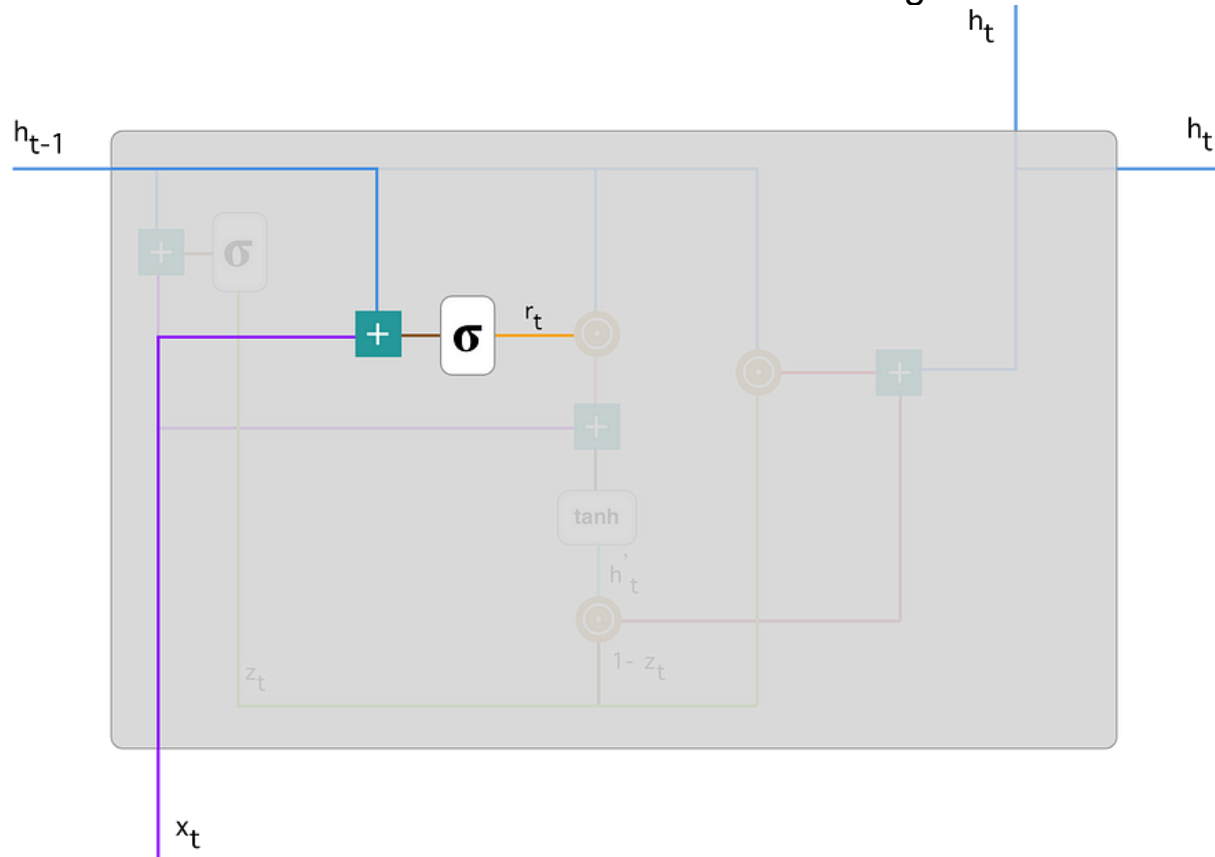 h_t
h_t-1
h_t
σ
r_t
σ
tanh
h'_t
1- z_t
z_t
x_t